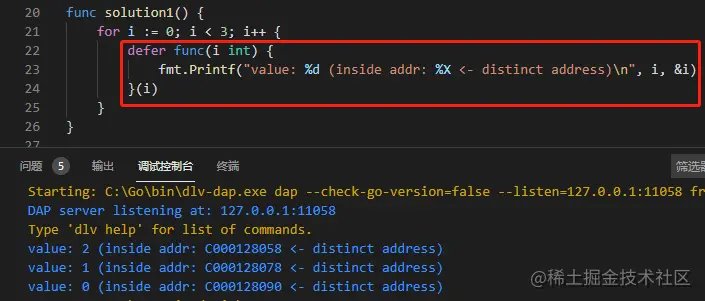 20 func solution1() {
21     for i := 0; i < 3; i++ {
22         defer func(i int) {
23             fmt.Printf("value: %d (inside addr: %X <- distinct address)\n", i, &i)
24         }(i)
25     }
26 }
问题 5 输出 调试控制台 终端 筛选器
Starting: C:\Go\bin\dlv-dap.exe dap --check-go-version=false --listen=127.0.0.1:11058 fr
DAP server listening at: 127.0.0.1:11058
Type 'dlv help' for list of commands.
value: 2 (inside addr: C000128058 <- distinct address)
value: 1 (inside addr: C000128078 <- distinct address)
value: 0 (inside addr: C000128090 <- distinct address)
@稀土掘金技术社区